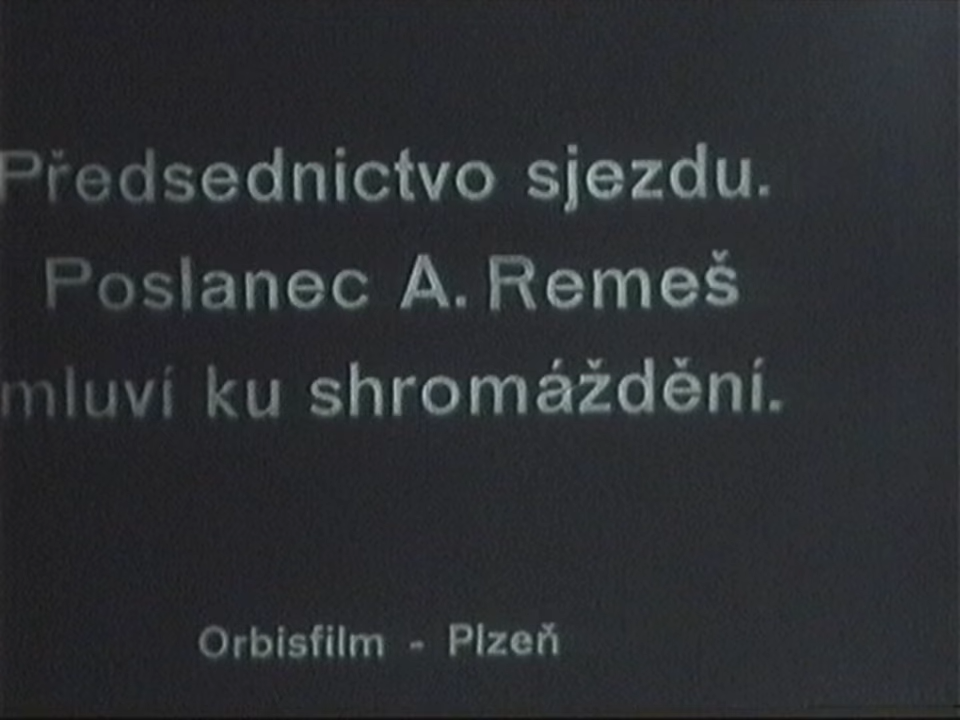 Předsednictvo sjezdu.
Poslanec A. Remeš
mluví ku shromáždění.
Orbisfilm - Plzeň